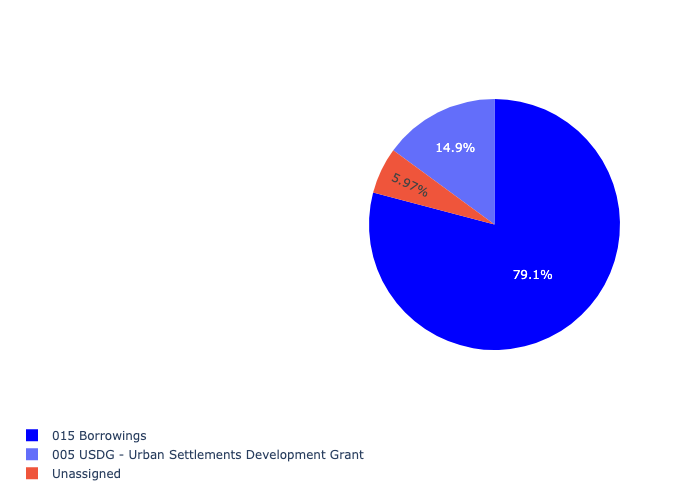 14.9%
5.97%
79.1%
015 Borrowings
005 USDG - Urban Settlements Development Grant
Unassigned